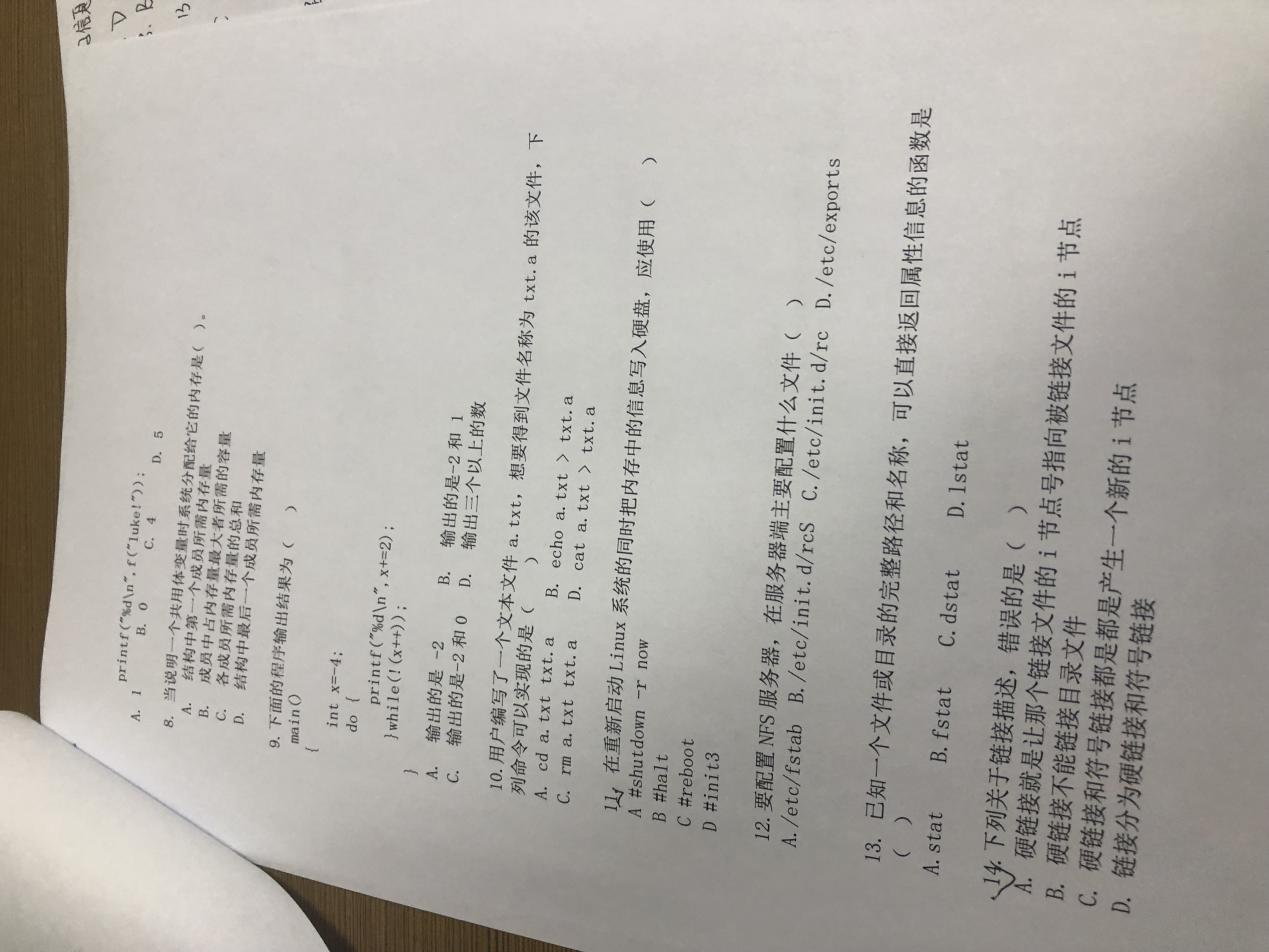 printf("%d\n",f("luke!"));
A. 1 B. 0 C. 4 D. 5
8. 当说明一个共用体变量时系统分配给它的内存是( )。
A. 结构中第一个成员所需内存量
B. 成员中占内存量最大者所需的容量
C. 各成员所需内存量的总和
D. 结构中最后一个成员所需内存量
9.下面的程序输出结果为( )
main()
{
int x=-4;
do {
printf("%d\n",x+=2);
}while(!(x++));
}
A. 输出的是 -2 B. 输出的是-2 和 1
C. 输出的是-2 和 0 D. 输出三个以上的数
10.用户编写了一个文本文件 a.txt, 想要得到文件名称为 txt.a 的该文件, 下
列命令可以实现的是( )
A. cd a.txt txt.a B. echo a.txt > txt.a
C. rm a.txt txt.a D. cat a.txt > txt.a
11, 在重新启动 Linux 系统的同时把内存中的信息写入硬盘, 应使用( )
A #shutdown -r now
B #halt
C #reboot
D #init3
12.要配置 NFS 服务器, 在服务器端主要配置什么文件( )
A./etc/fstab B./etc/init.d/rcS C./etc/init.d/rc D./etc/exports
13. 已知一个文件或目录的完整路径和名称, 可以直接返回属性信息的函数是
( )
A.stat B.fstat C.dstat D.lstat
14.下列关于链接描述, 错误的是( )
A. 硬链接就是让那个链接文件的 i 节点号指向被链接文件的 i 节点
B. 硬链接不能链接目录文件
C. 硬链接和符号链接都是都是产生一个新的 i 节点
D. 链接分为硬链接和符号链接